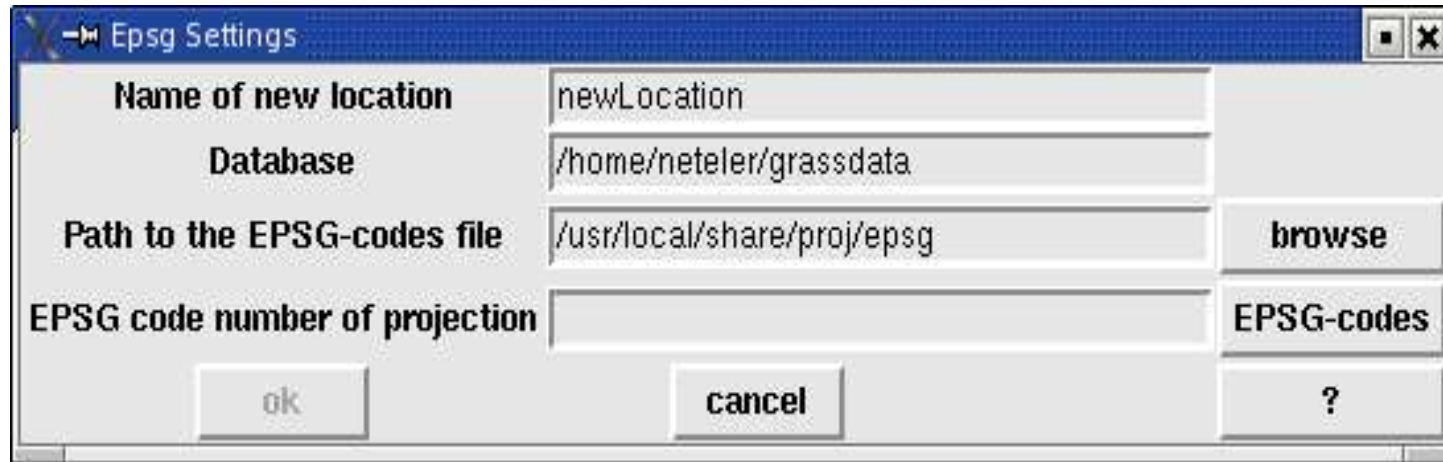 Epsg Settings
Name of new location newLocation
Database /home/neteler/grassdata
Path to the EPSG-codes file /usr/local/share/proj/epsg browse
EPSG code number of projection EPSG-codes
ok cancel ?